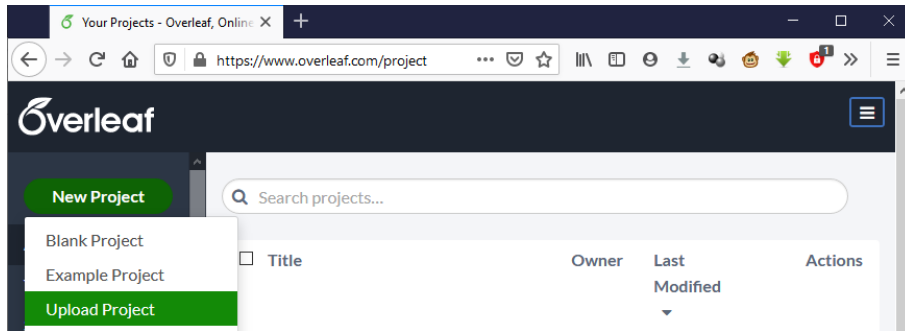 Your Projects - Overleaf, Online
https://www.overleaf.com/project
1
Overleaf
New Project
Search projects...
Blank Project
Title Owner Last Modified Actions
Example Project
Upload Project